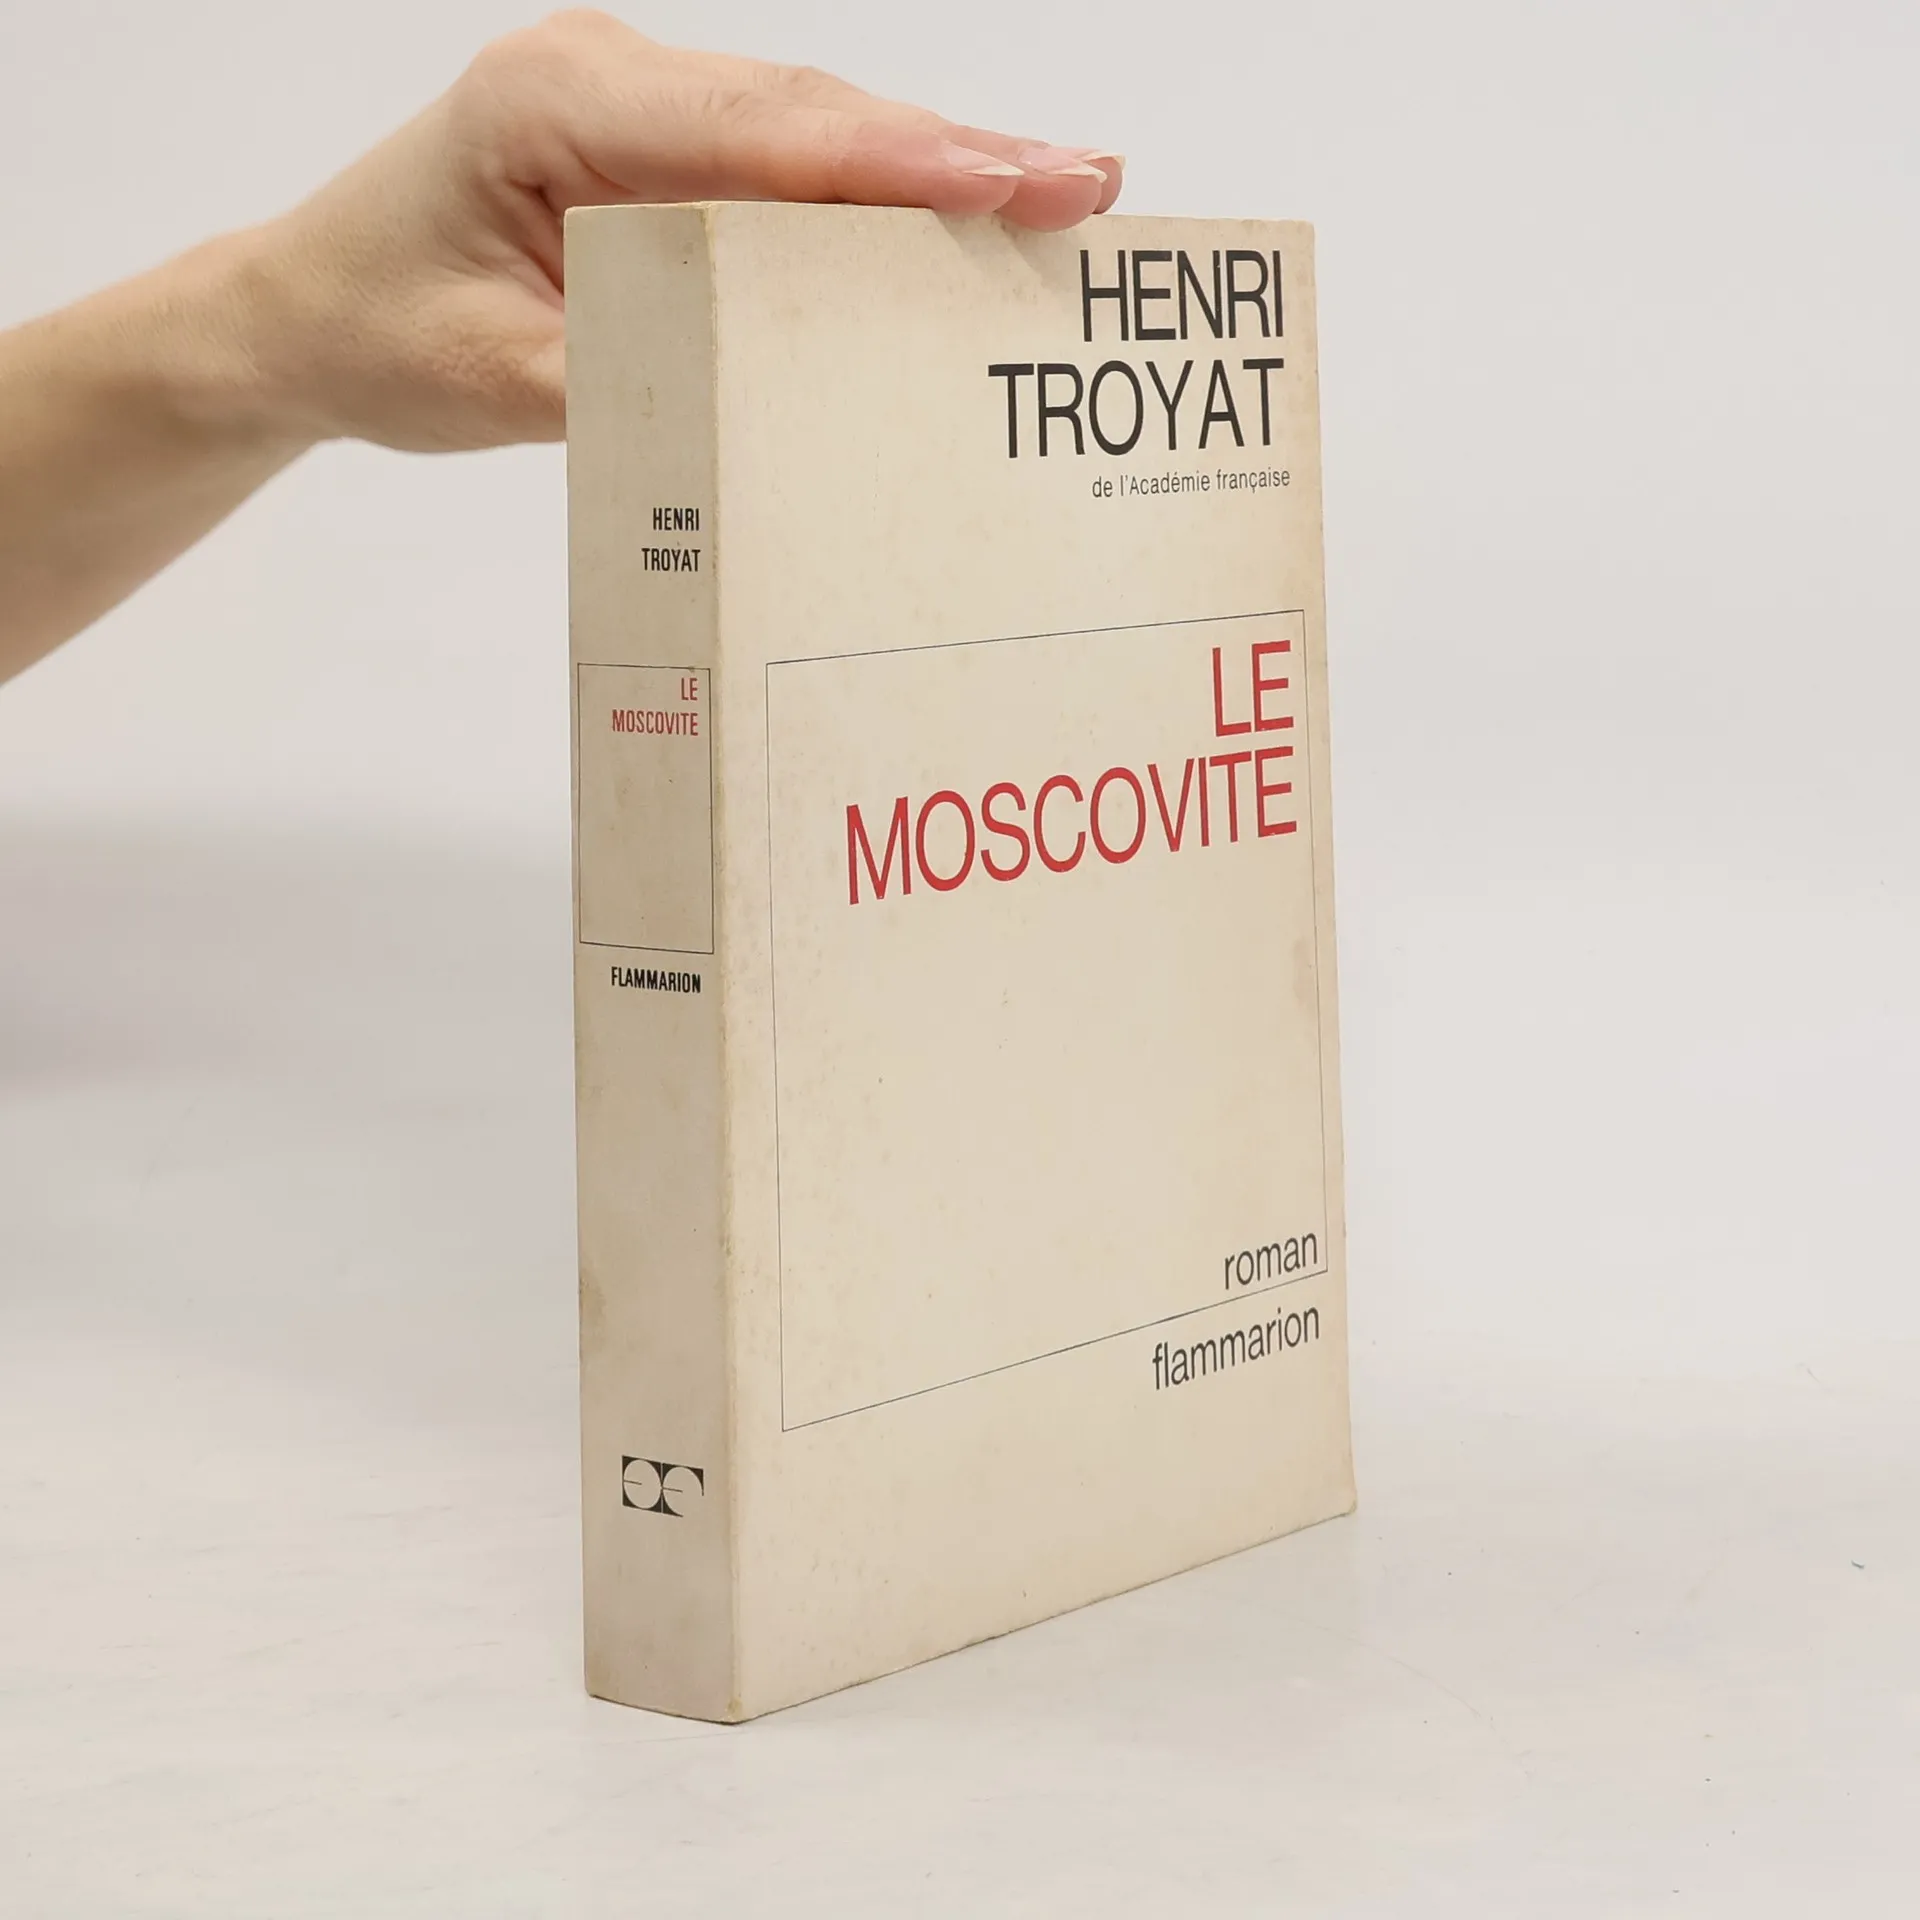 HENRI
TROYAT
de l'Académie française
LE
MOSCOVITE
roman
flammarion
HENRI
TROYAT
LE
MOSCOVITE
FLAMMARION